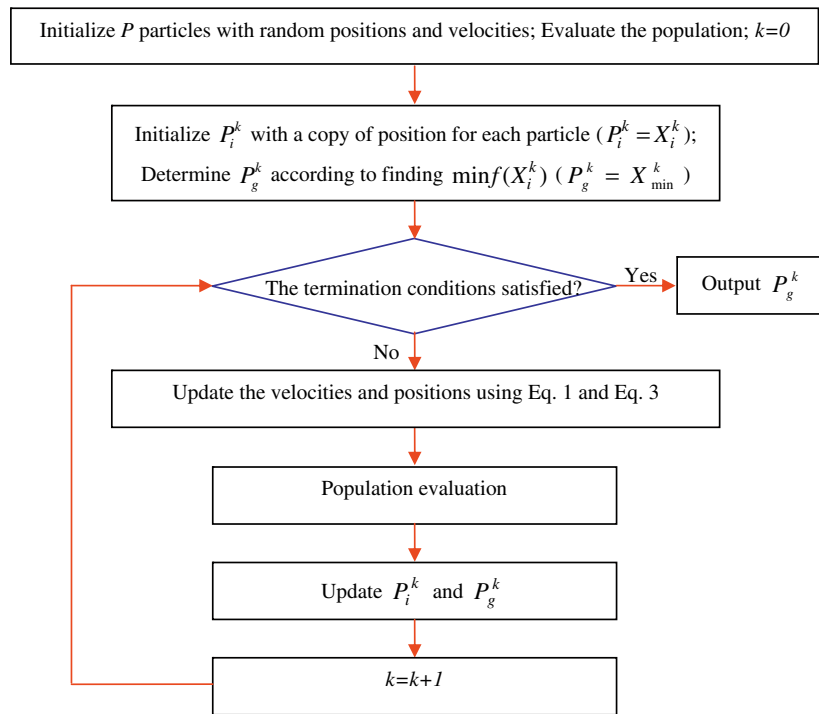 Initialize P particles with random positions and velocities; Evaluate the population; k=0
Initialize P_i^k with a copy of position for each particle ( P_i^k = X_i^k );
Determine P_g^k according to finding min f(X_i^k) ( P_g^k = X_min^k )
The termination conditions satisfied?
Yes
Output P_g^k
No
Update the velocities and positions using Eq. 1 and Eq. 3
Population evaluation
Update P_i^k and P_g^k
k=k+1